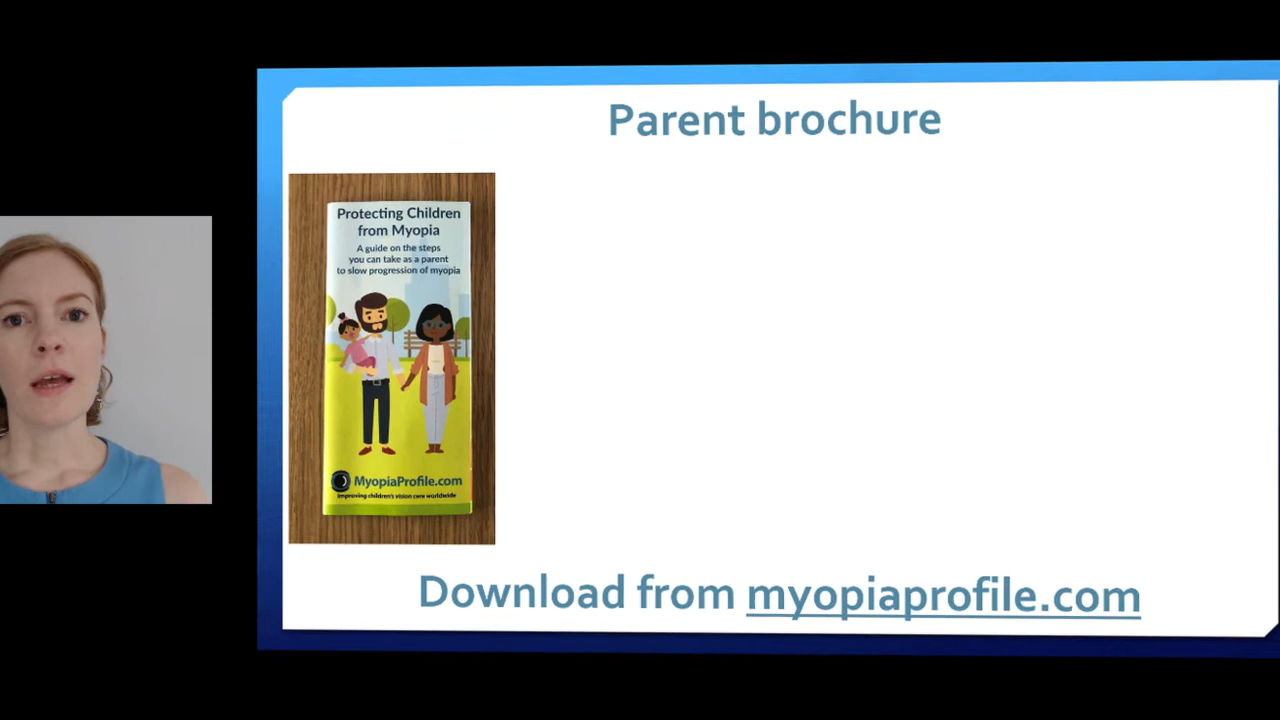 Parent brochure
Protecting Children
from Myopia
A guide on the steps
you can take as a parent
to slow progression of myopia
MyopiaProfile.com
Improving children's vision care worldwide
Download from myopiaprofile.com